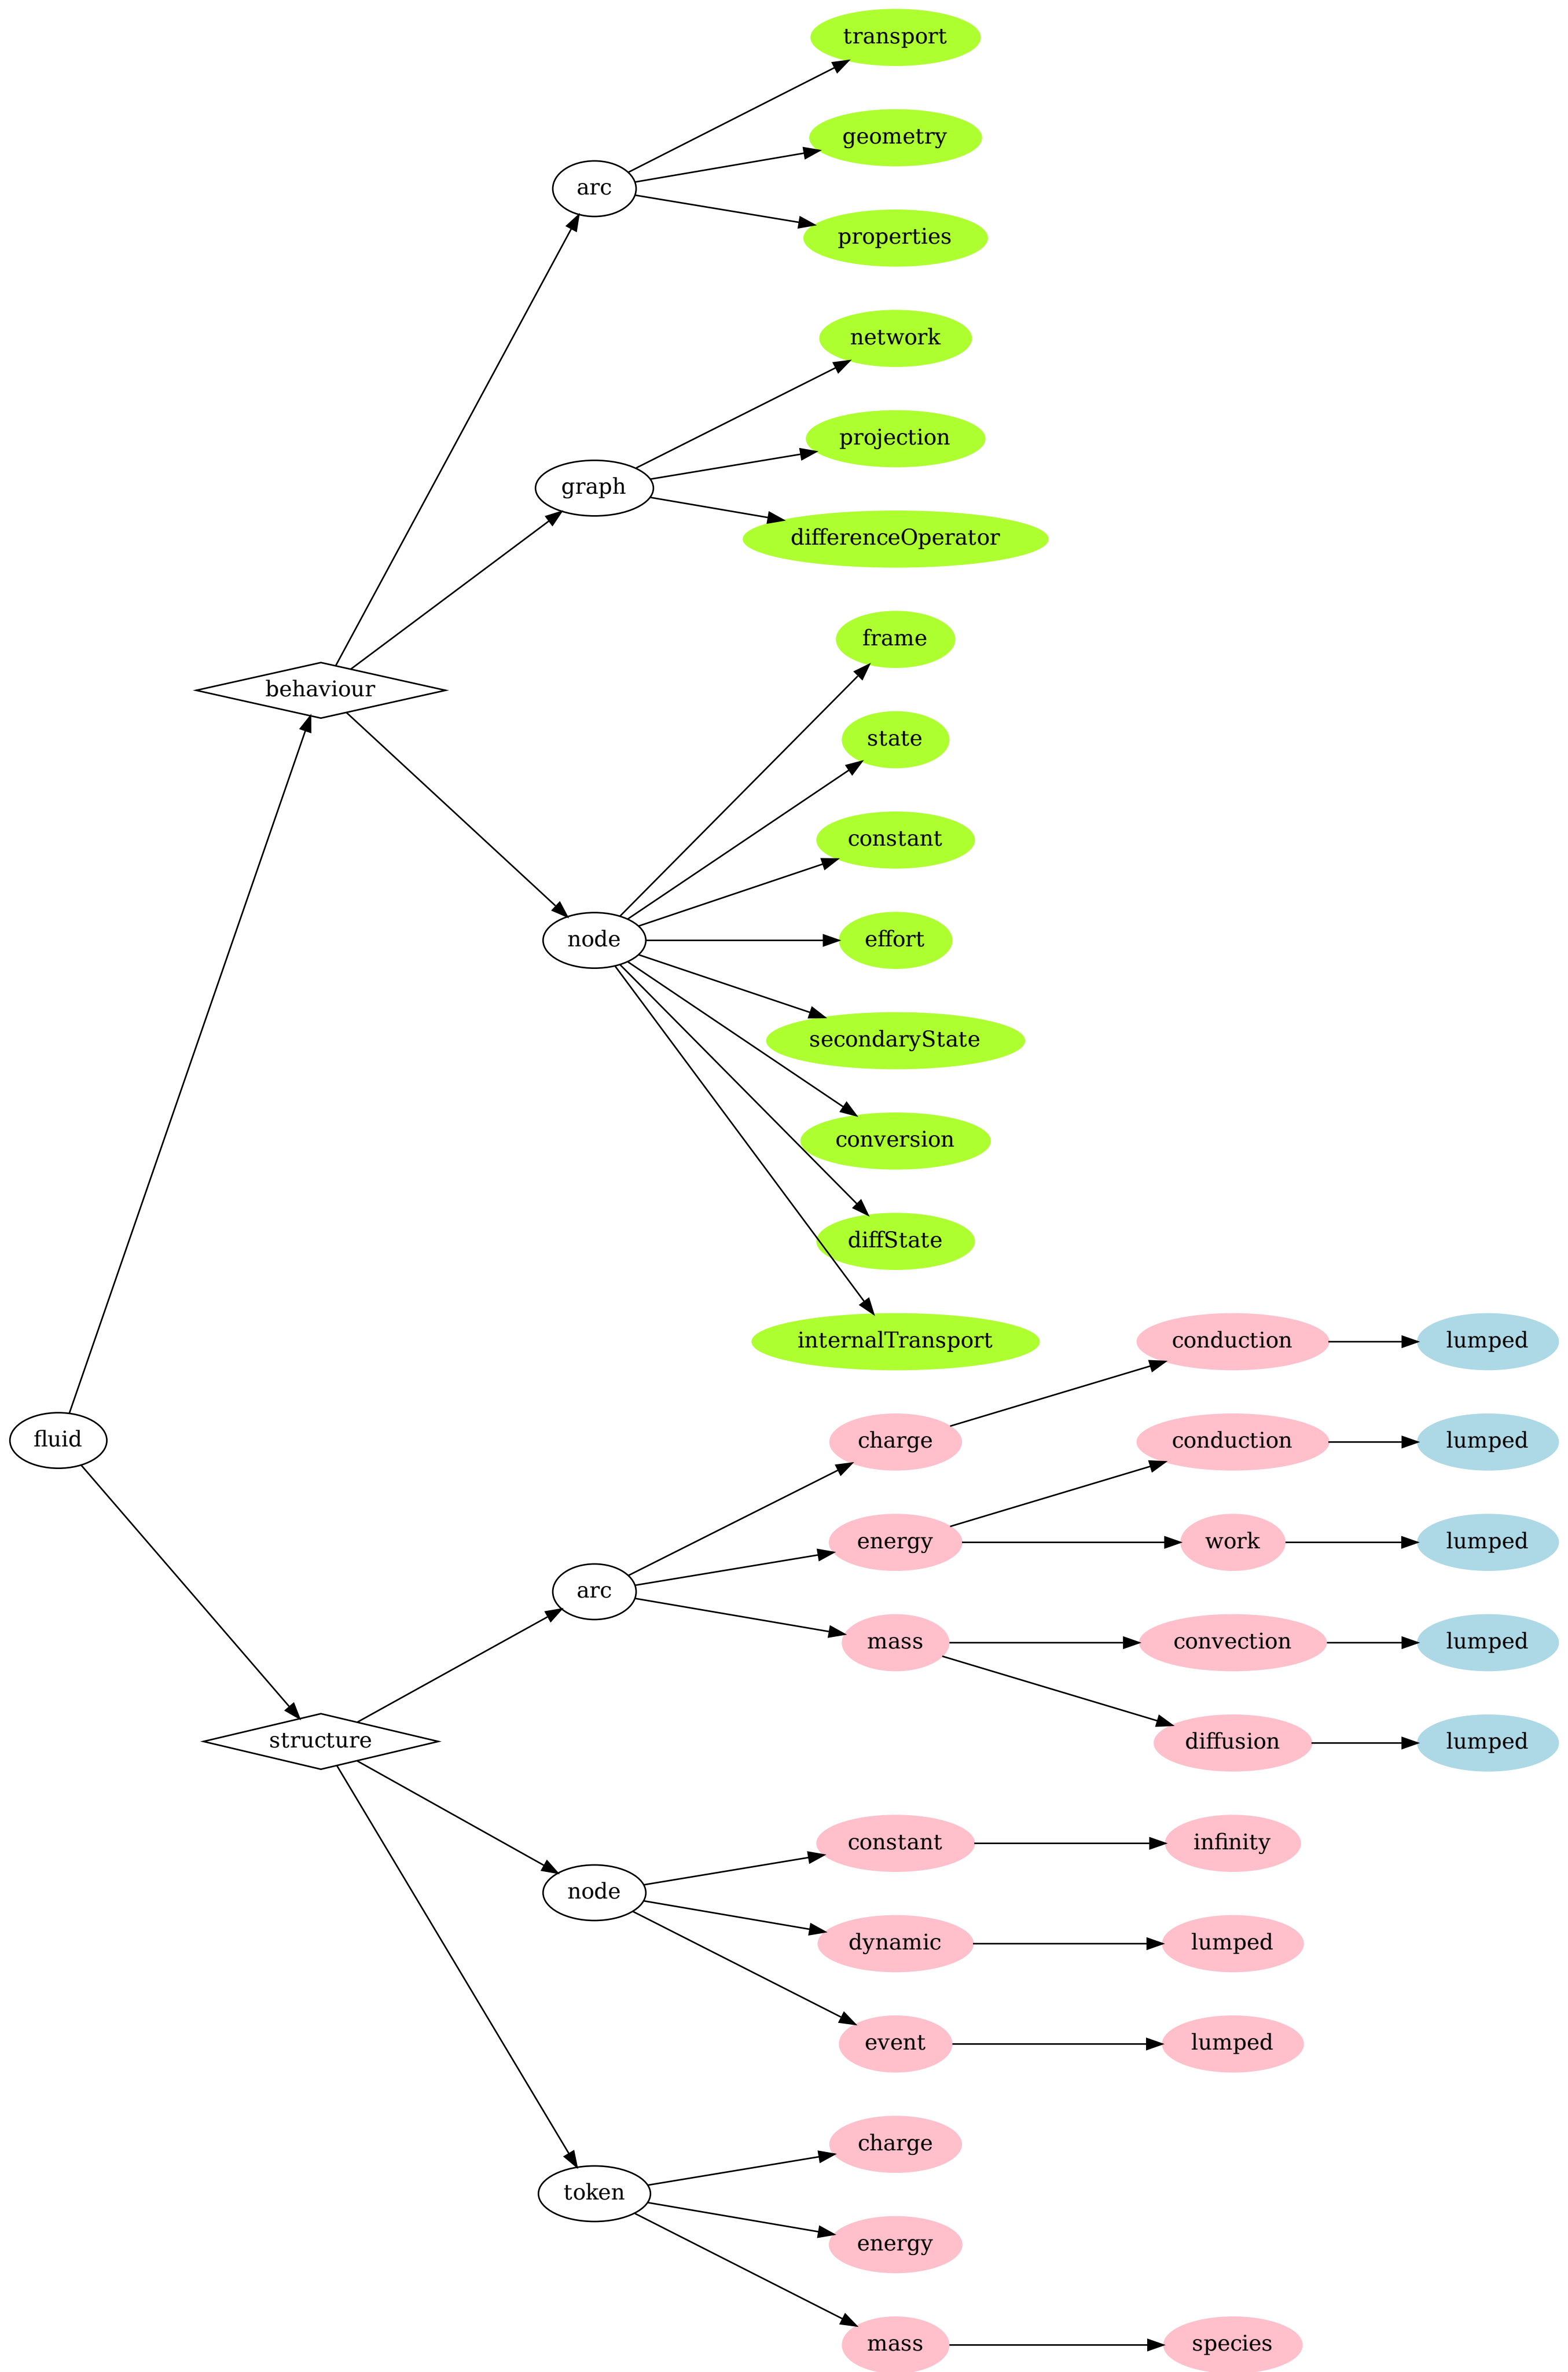 transport
geometry
arc
properties
network
projection
graph
differenceOperator
frame
behaviour
state
constant
node
effort
secondaryState
conversion
diffState
internalTransport
conduction
lumped
fluid
charge
conduction
lumped
energy
work
lumped
arc
mass
convection
lumped
structure
diffusion
lumped
constant
infinity
node
dynamic
lumped
event
lumped
charge
token
energy
mass
species